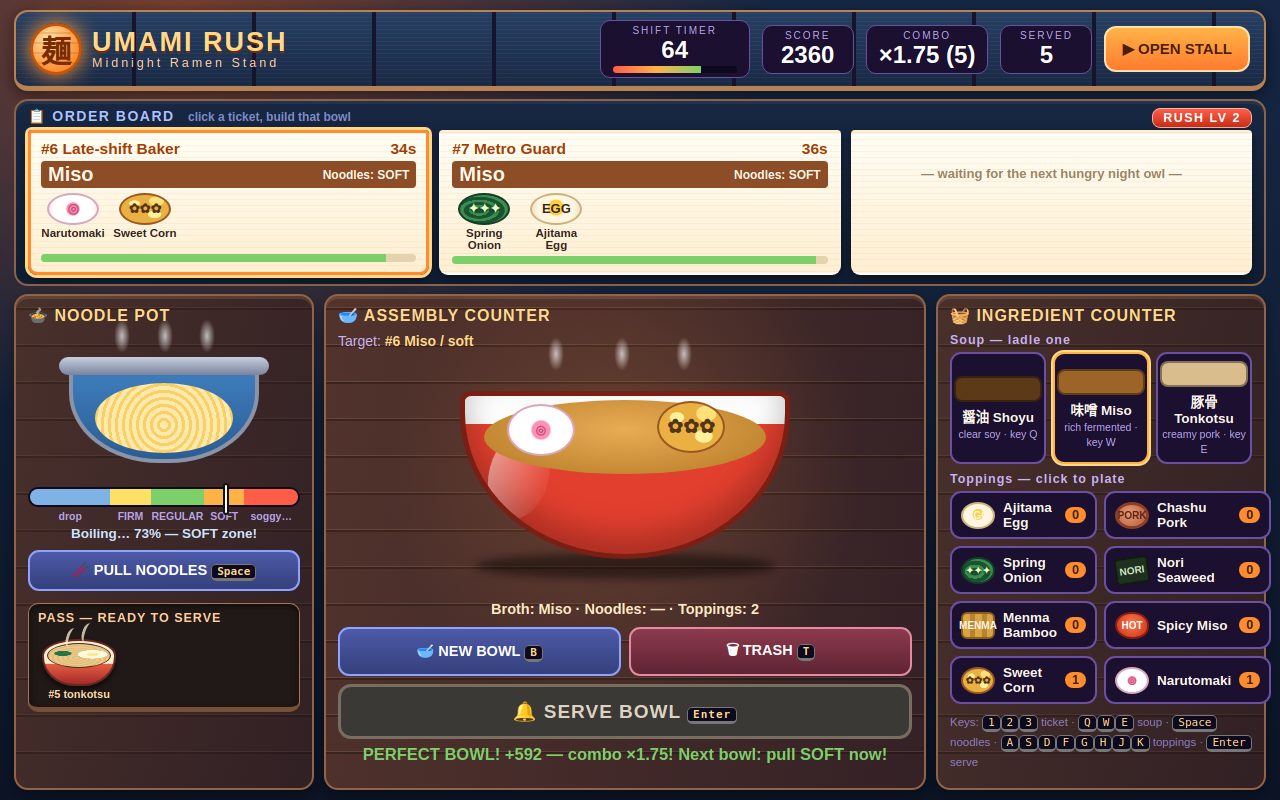 麺
UMAMI RUSH
Midnight Ramen Stand
SHIFT TIMER
64
SCORE
2360
COMBO
×1.75 (5)
SERVED
5
▶ OPEN STALL
📋 ORDER BOARD click a ticket, build that bowl
RUSH LV 2
#6 Late-shift Baker 34s
Miso Noodles: SOFT
Narutomaki Sweet Corn
#7 Metro Guard 36s
Miso Noodles: SOFT
EGG
Spring Onion
Ajitama Egg
— waiting for the next hungry night owl —
🍜 NOODLE POT
drop FIRM REGULAR SOFT soggy…
Boiling… 73% — SOFT zone!
🥢 PULL NOODLES Space
PASS — READY TO SERVE
#5 tonkotsu
🥣 ASSEMBLY COUNTER
Target: #6 Miso / soft
Broth: Miso · Noodles: — · Toppings: 2
🥣 NEW BOWL B
🗑 TRASH T
🔔 SERVE BOWL Enter
PERFECT BOWL! +592 — combo ×1.75! Next bowl: pull SOFT now!
🧺 INGREDIENT COUNTER
Soup — ladle one
醤油 Shoyu
clear soy · key Q
味噌 Miso
rich fermented · key W
豚骨 Tonkotsu
creamy pork · key E
Toppings — click to plate
Ajitama Egg 0
PORK Chashu Pork 0
Spring Onion 0
NORI Nori Seaweed 0
MENMA Menma Bamboo 0
HOT Spicy Miso 0
Sweet Corn 1
Narutomaki 1
Keys: 1 2 3 ticket · Q W E soup · Space
noodles · A S D F G H J K toppings · Enter
serve